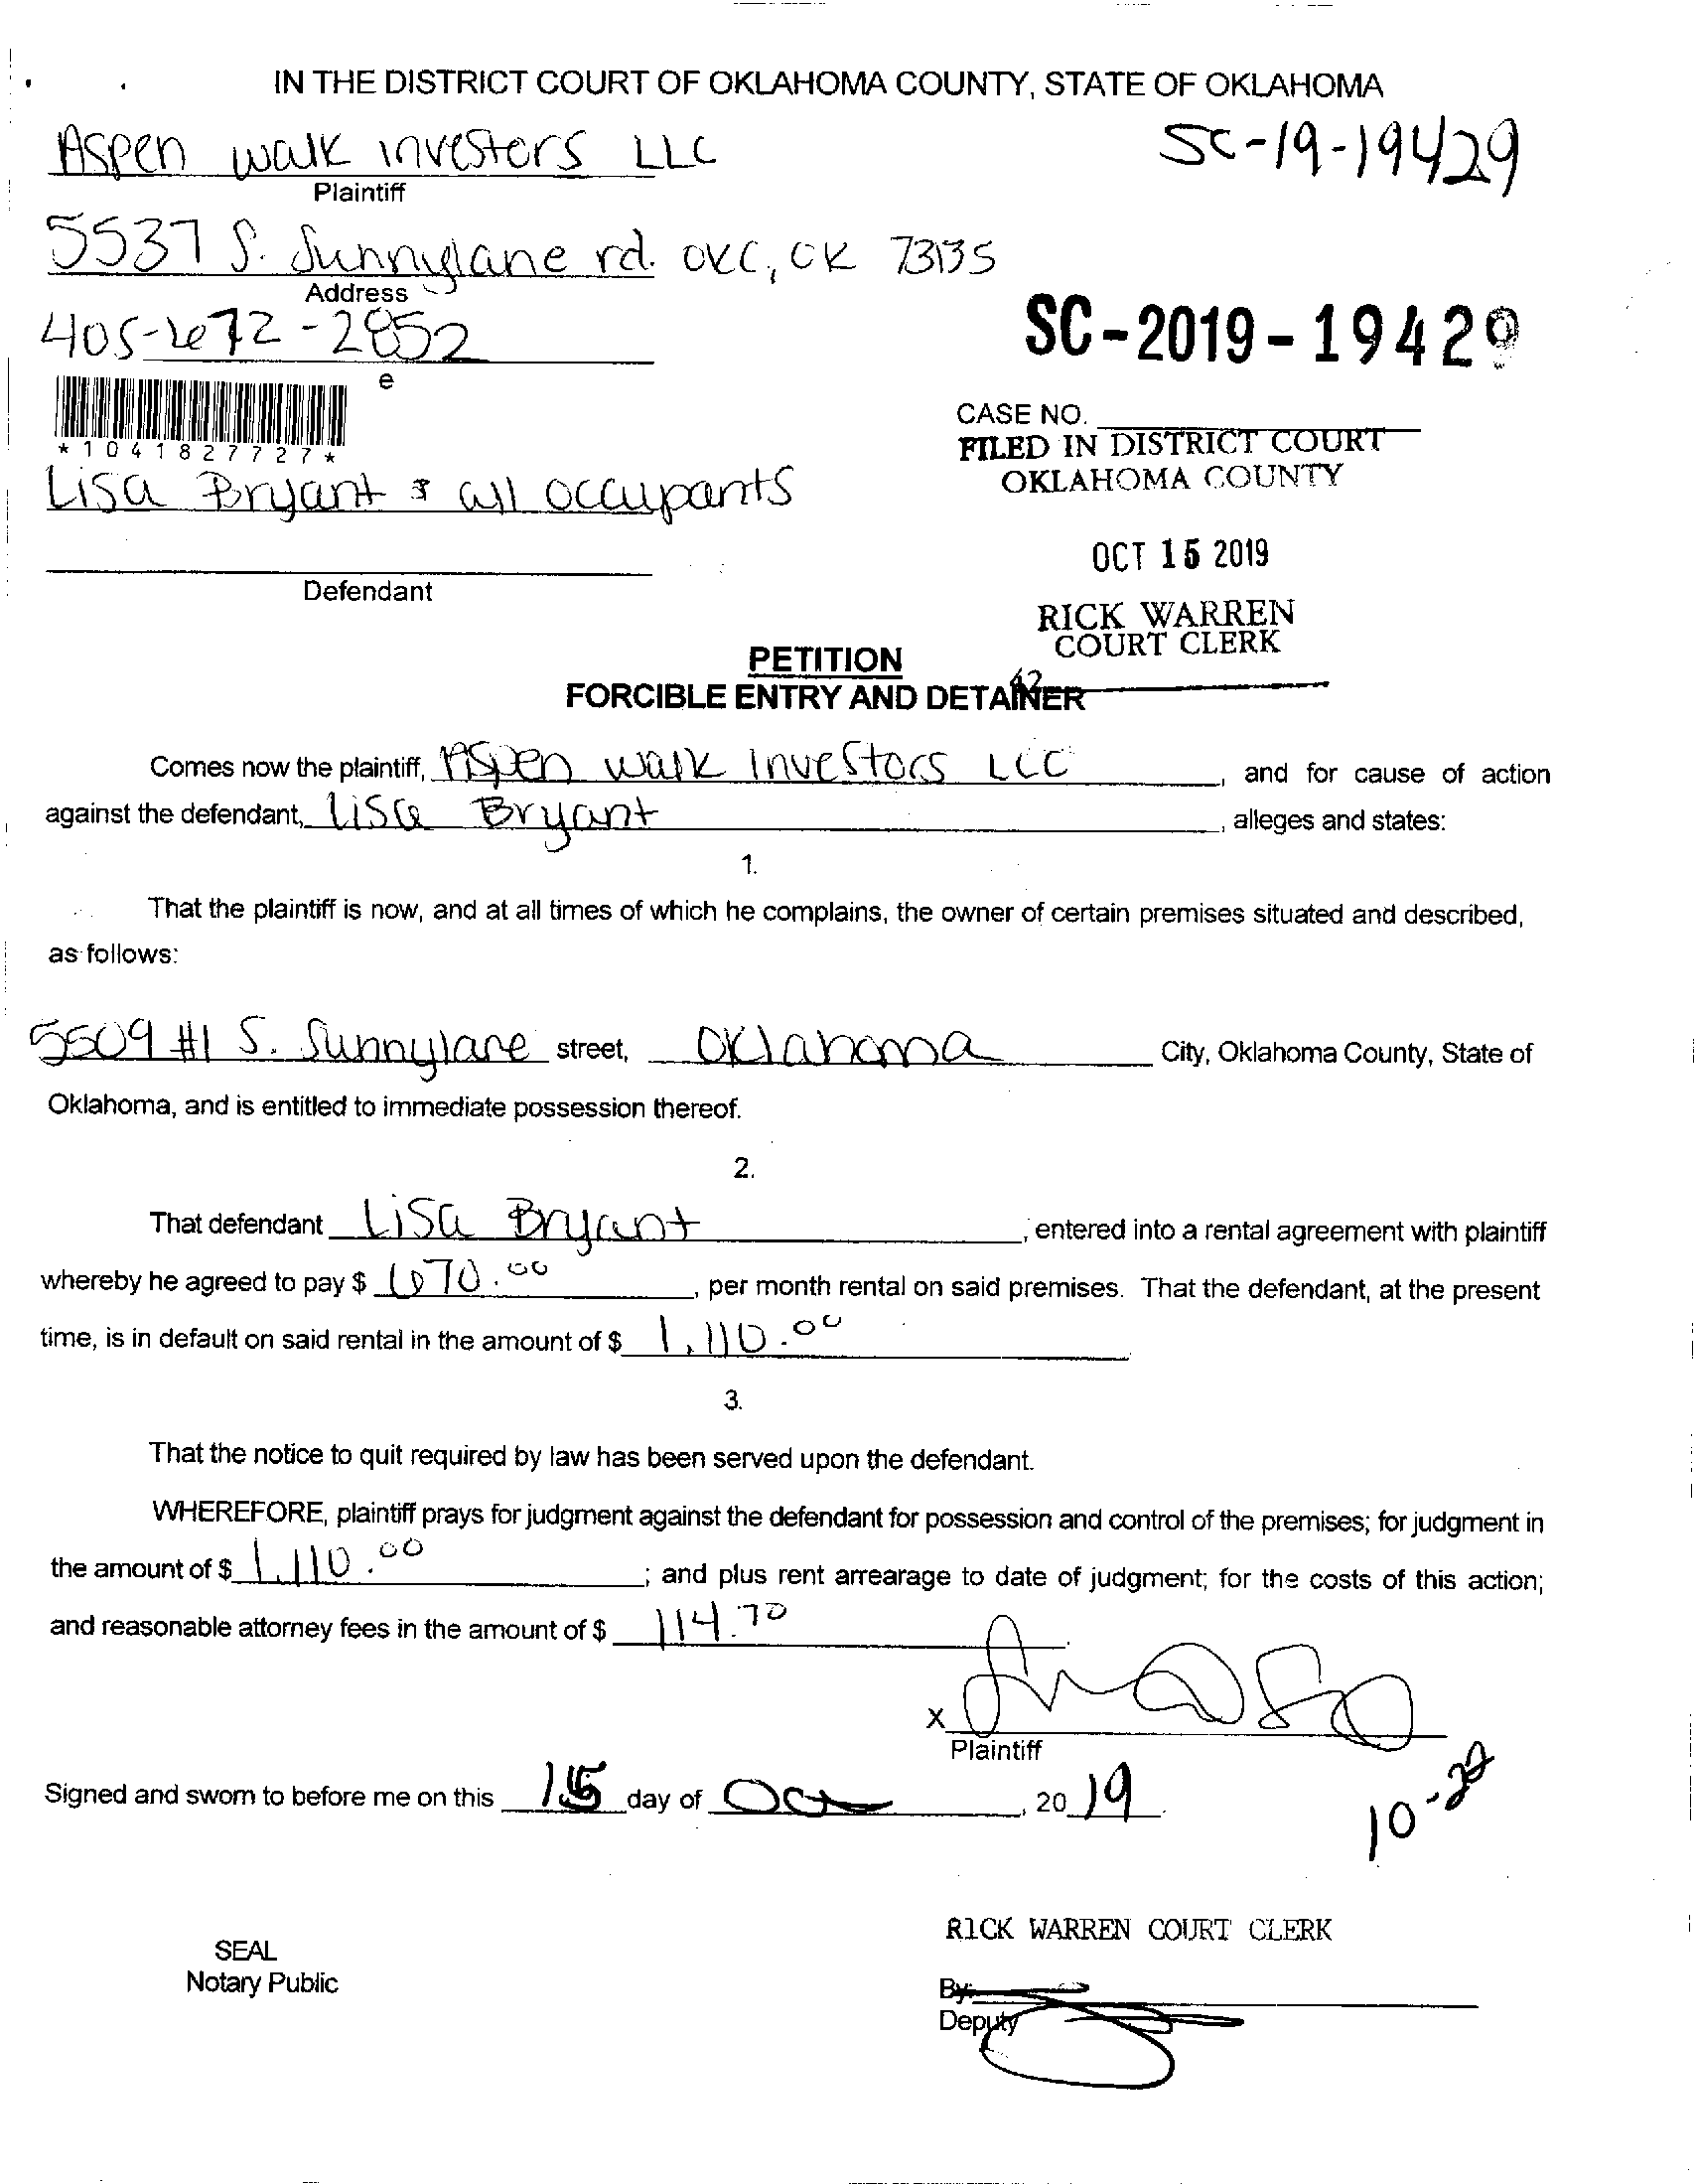 IN THE DISTRICT COURT OF OKLAHOMA COUNTY, STATE OF OKLAHOMA
Aspen walk investors LLC
SC-19-19429
Plaintiff
5537 S. Sunnylane rd. OKC, OK 73135
Address
405-672-2852
SC-2019-19429
e
CASE NO.
*1041827727*
FILED IN DISTRICT COURT
OKLAHOMA COUNTY
Lisa Bryant & all occupants
OCT 15 2019
Defendant
RICK WARREN
COURT CLERK
PETITION
42
FORCIBLE ENTRY AND DETAINER
Comes now the plaintiff, Aspen walk Investors LLC, and for cause of action
against the defendant, Lisa Bryant, alleges and states:
1.
That the plaintiff is now, and at all times of which he complains, the owner of certain premises situated and described,
as follows:
5509 #1 S. Sunnylane street, Oklahoma City, Oklahoma County, State of
Oklahoma, and is entitled to immediate possession thereof.
2.
That defendant Lisa Bryant, entered into a rental agreement with plaintiff
whereby he agreed to pay $ 670.00, per month rental on said premises. That the defendant, at the present
time, is in default on said rental in the amount of $ 1,110.00
3.
That the notice to quit required by law has been served upon the defendant.
WHEREFORE, plaintiff prays for judgment against the defendant for possession and control of the premises; for judgment in
the amount of $ 1,110.00; and plus rent arrearage to date of judgment; for the costs of this action;
and reasonable attorney fees in the amount of $ 114.70
X
Plaintiff
Signed and sworn to before me on this 15 day of Oct, 2019.
10-28
RICK WARREN COURT CLERK
SEAL
Notary Public
By:
Deputy